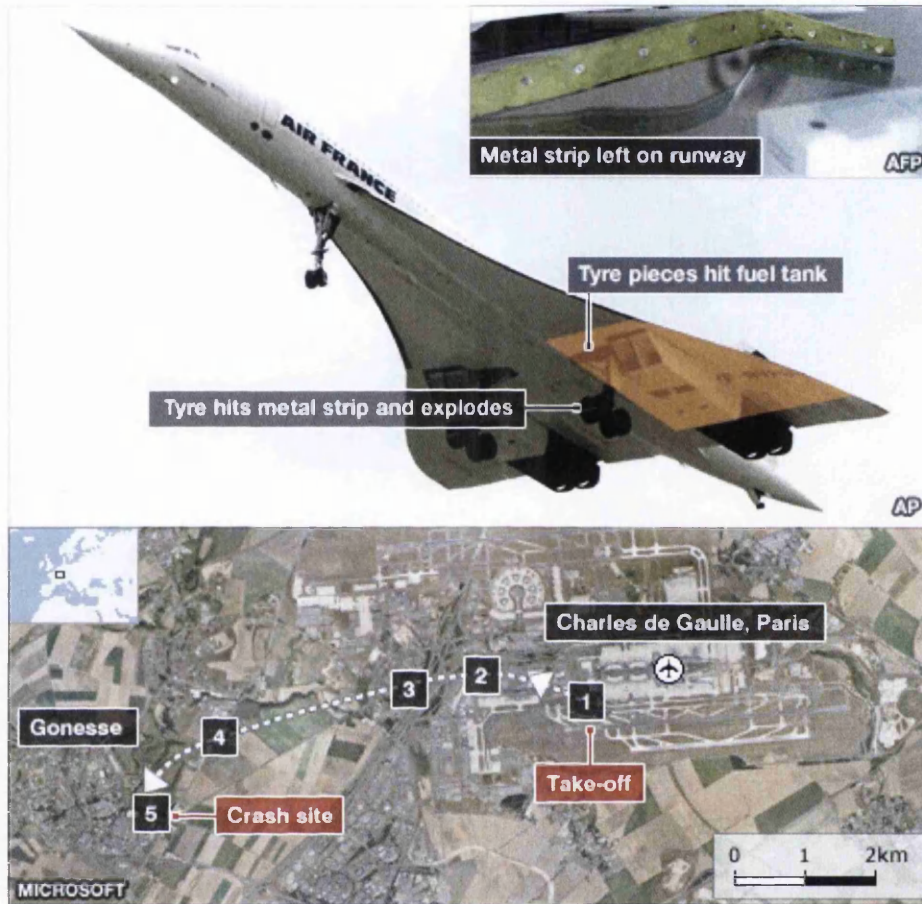 AIR FRANCE
Metal strip left on runway
AFP
Tyre pieces hit fuel tank
Tyre hits metal strip and explodes
AP
Charles de Gaulle, Paris
1
2
3
4
5
Gonesse
Take-off
Crash site
0 1 2km
MICROSOFT